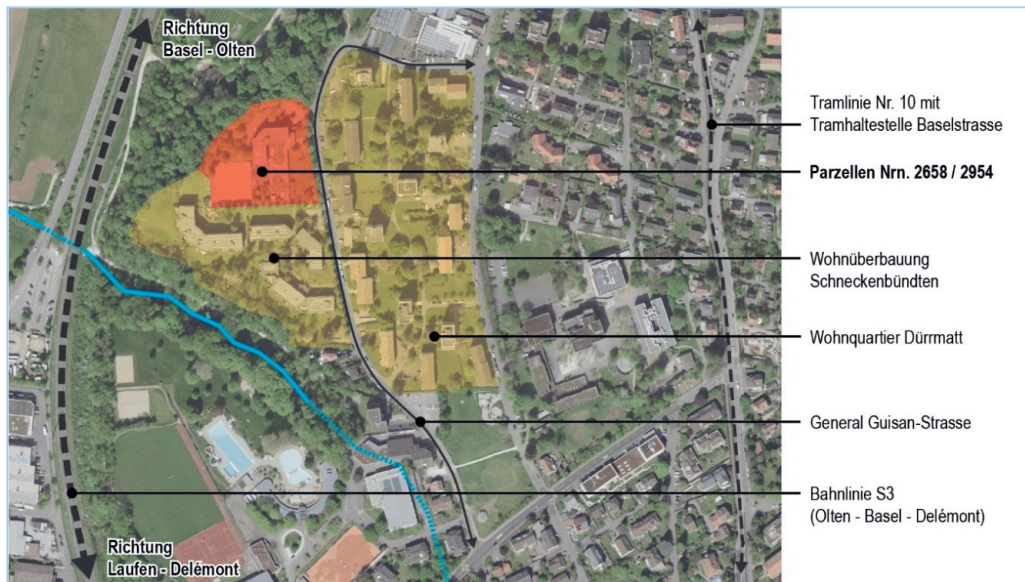 Richtung
Basel - Olten
Tramlinie Nr. 10 mit
Tramhaltestelle Baselstrasse
Parzellen Nrn. 2658 / 2954
Wohnüberbauung
Schneckenbündten
Wohnquartier Dürrmatt
General Guisan-Strasse
Bahnlinie S3
(Olten - Basel - Delémont)
Richtung
Laufen - Delémont